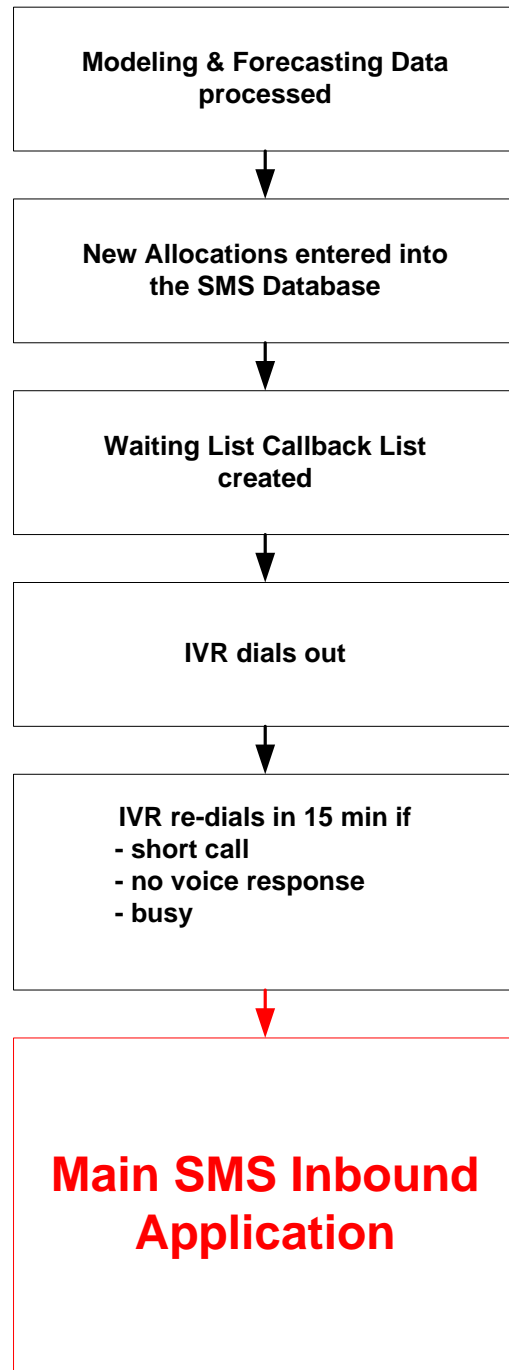 Modeling & Forecasting Data
processed
New Allocations entered into
the SMS Database
Waiting List Callback List
created
IVR dials out
IVR re-dials in 15 min if
- short call
- no voice response
- busy
Main SMS Inbound
Application